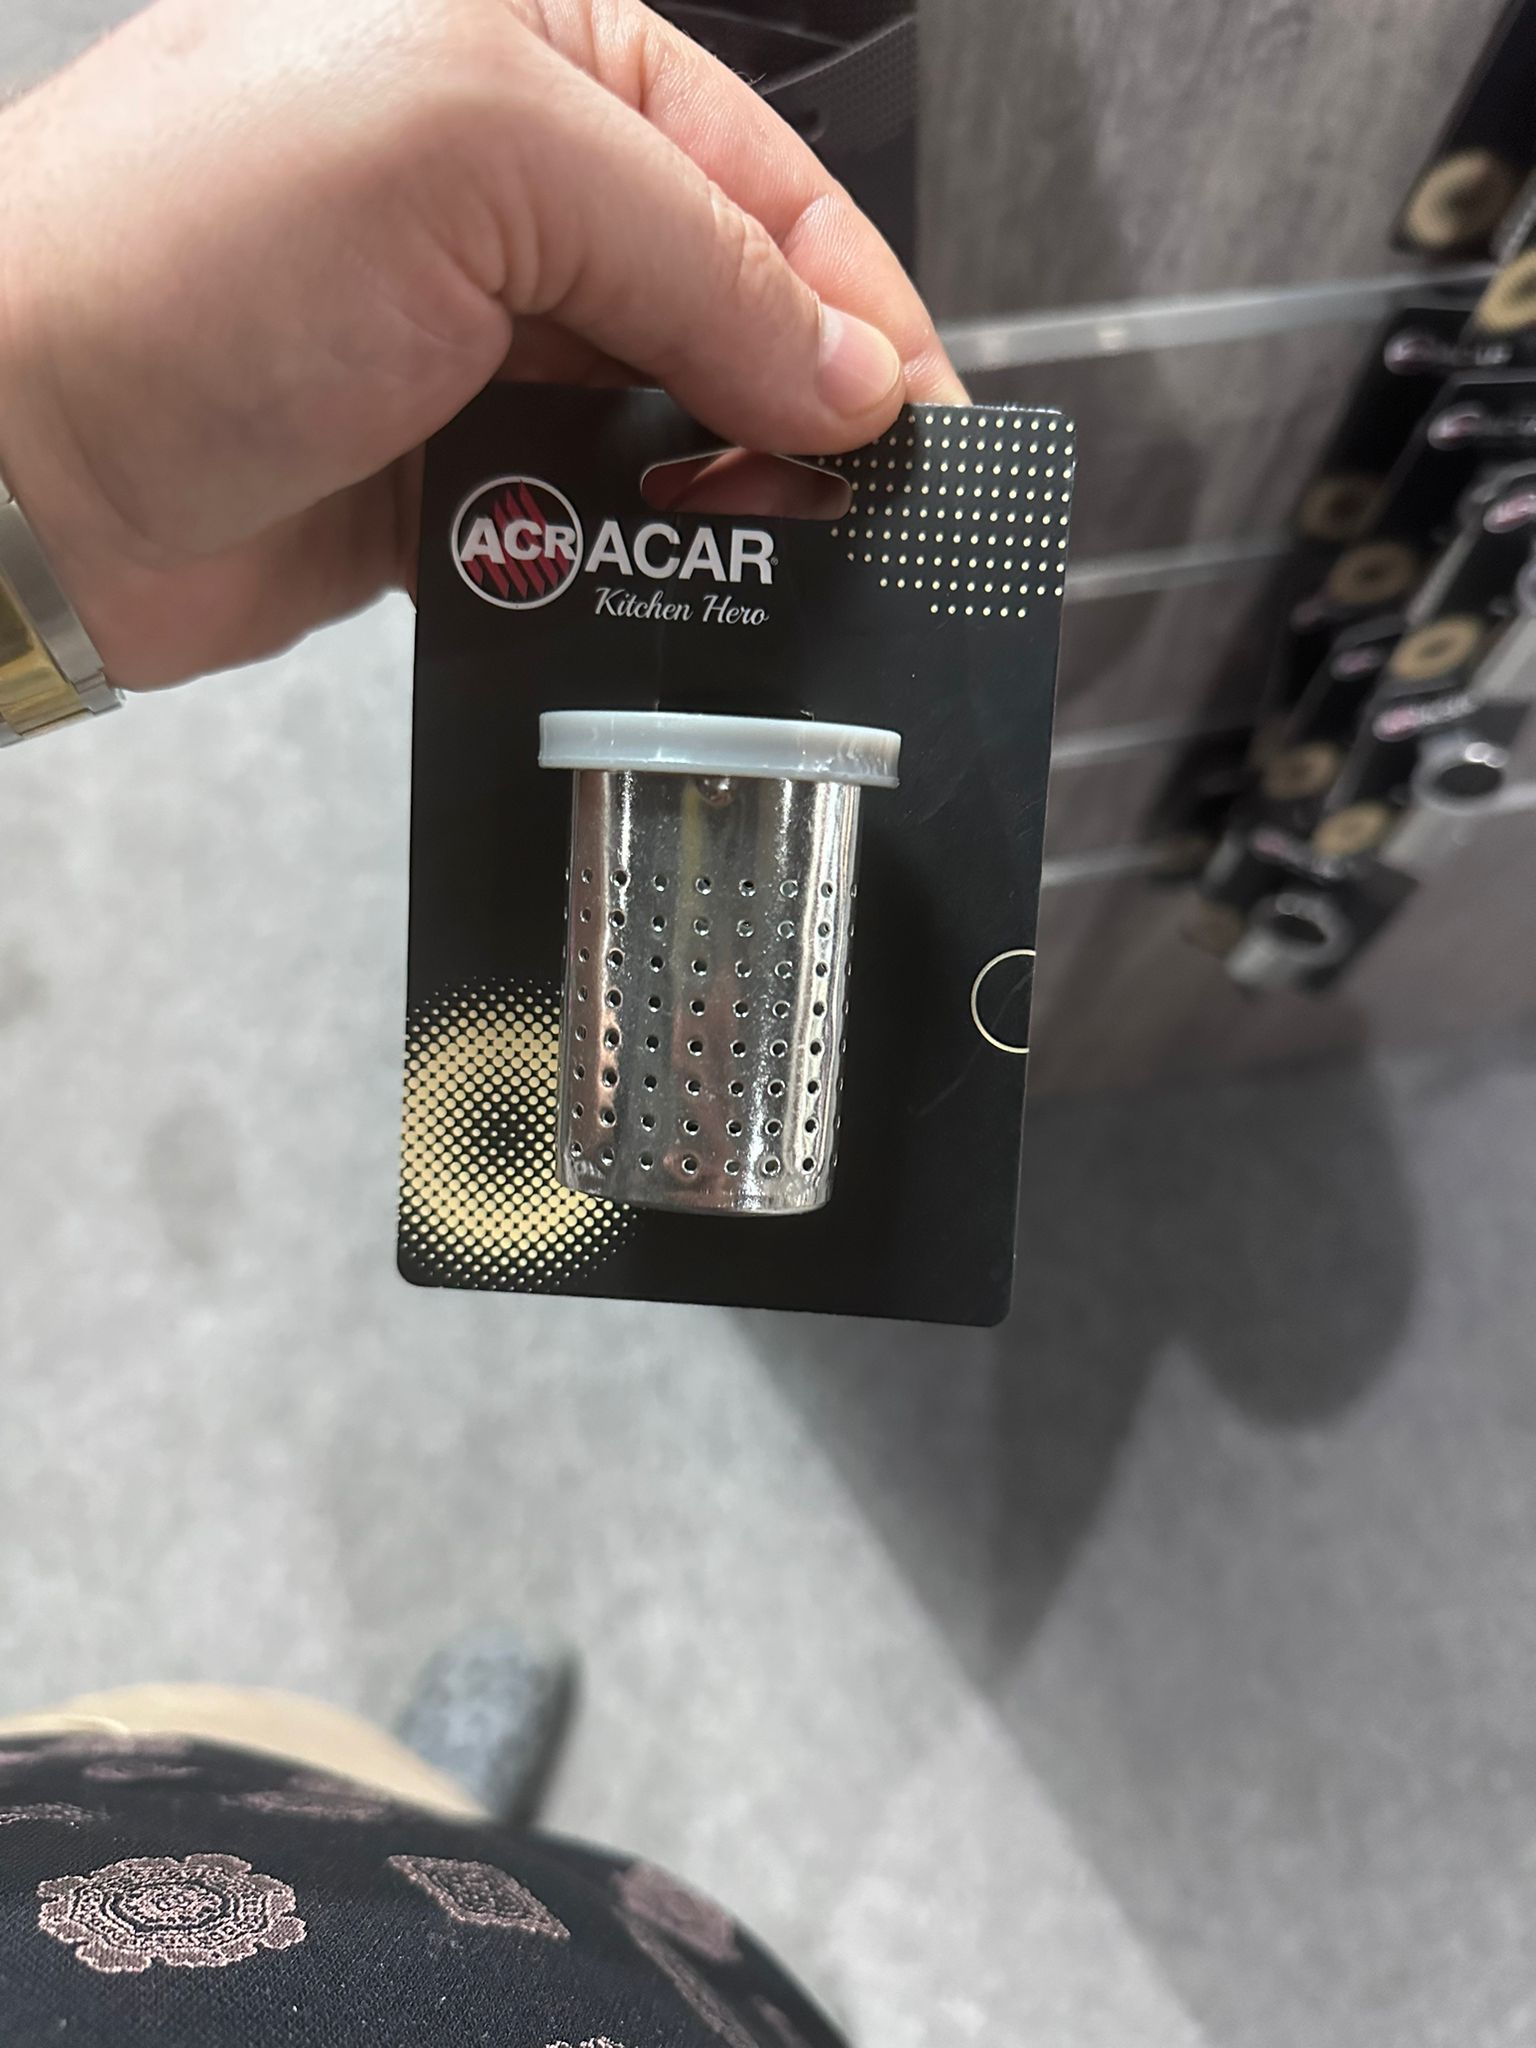 ACR ACAR®
Kitchen Hero